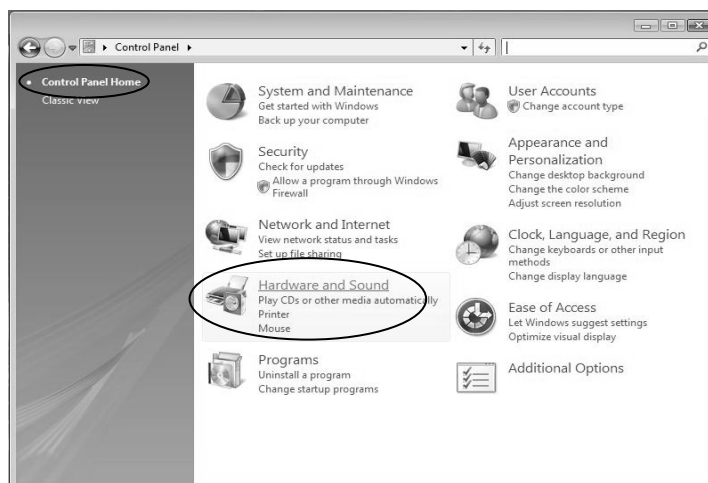 Control Panel
Control Panel Home
Classic View
System and Maintenance
Get started with Windows
Back up your computer
Security
Check for updates
Allow a program through Windows
Firewall
Network and Internet
View network status and tasks
Set up file sharing
Hardware and Sound
Play CDs or other media automatically
Printer
Mouse
Programs
Uninstall a program
Change startup programs
User Accounts
Change account type
Appearance and
Personalization
Change desktop background
Change the color scheme
Adjust screen resolution
Clock, Language, and Region
Change keyboards or other input
methods
Change display language
Ease of Access
Let Windows suggest settings
Optimize visual display
Additional Options